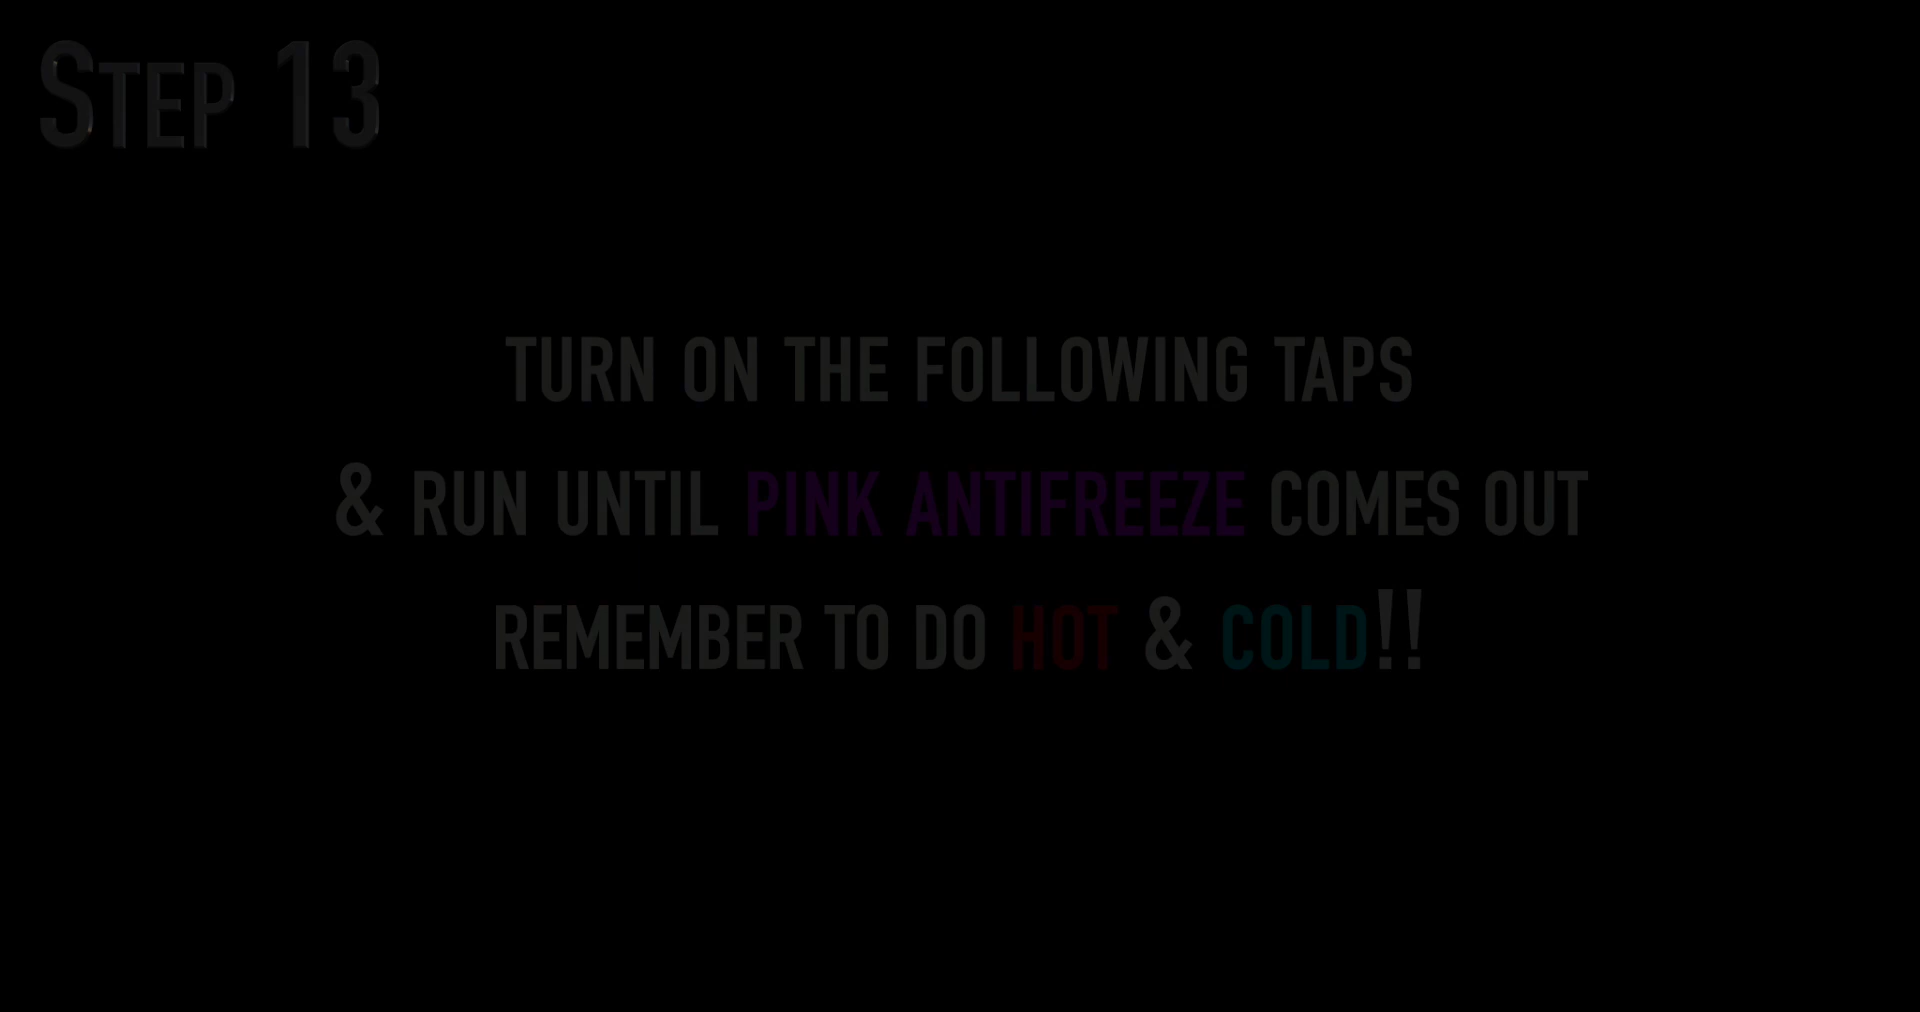 Step 13
TURN ON THE FOLLOWING TAPS
& RUN UNTIL PINK ANTIFREEZE COMES OUT
REMEMBER TO DO HOT & COLD!!